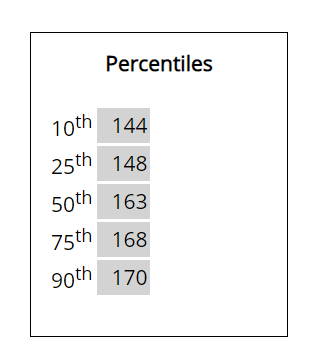 Percentiles
10th 144
25th 148
50th 163
75th 168
90th 170